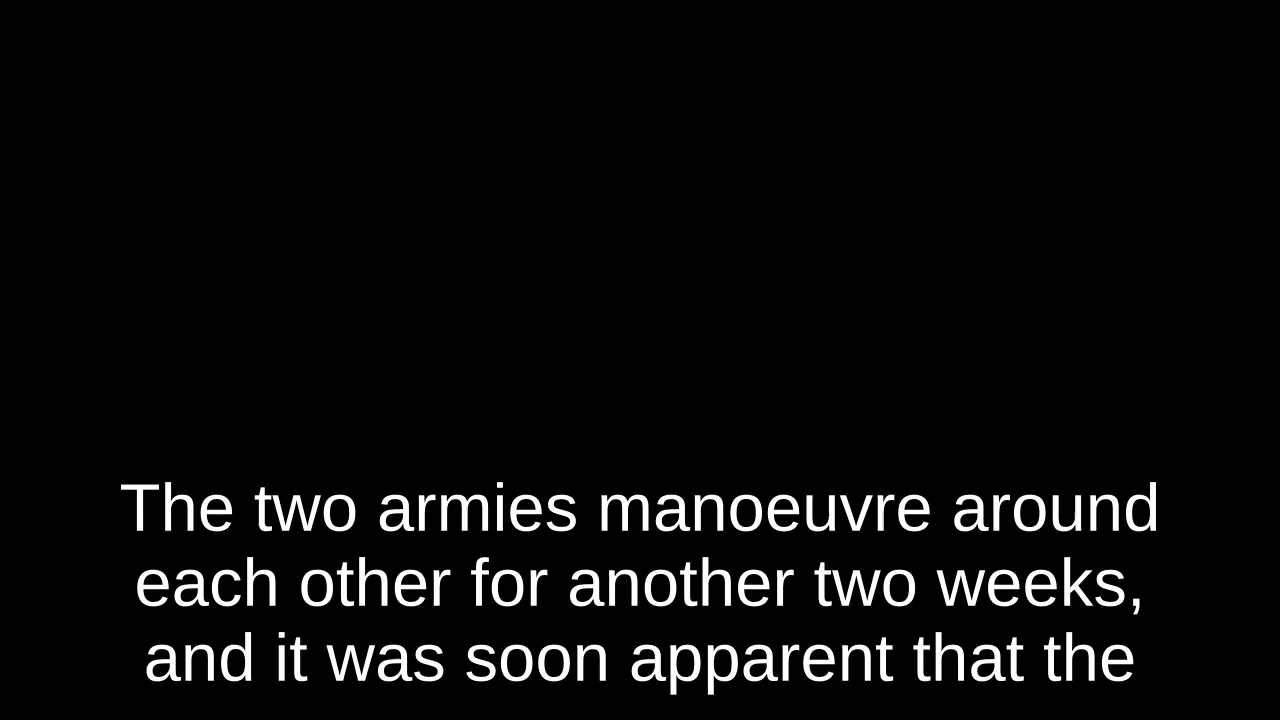 The two armies manoeuvre around
each other for another two weeks,
and it was soon apparent that the